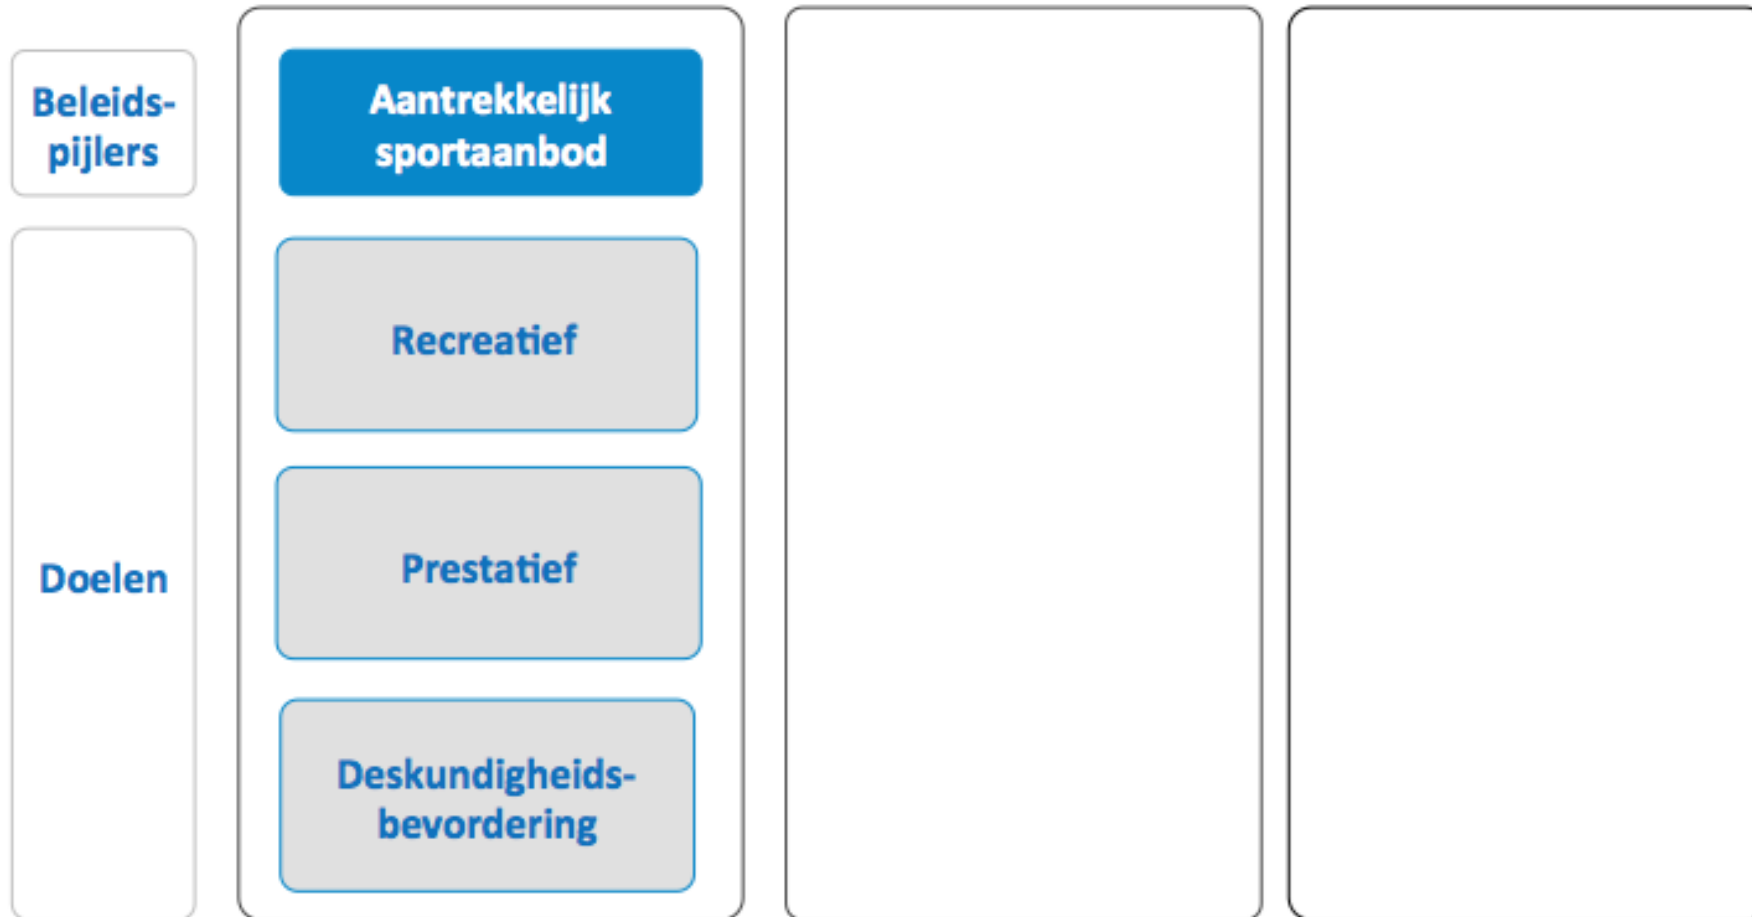 Beleids-
pijlers
Aantrekkelijk
sportaanbod
Doelen
Recreatief
Prestatief
Deskundigheids-
bevordering